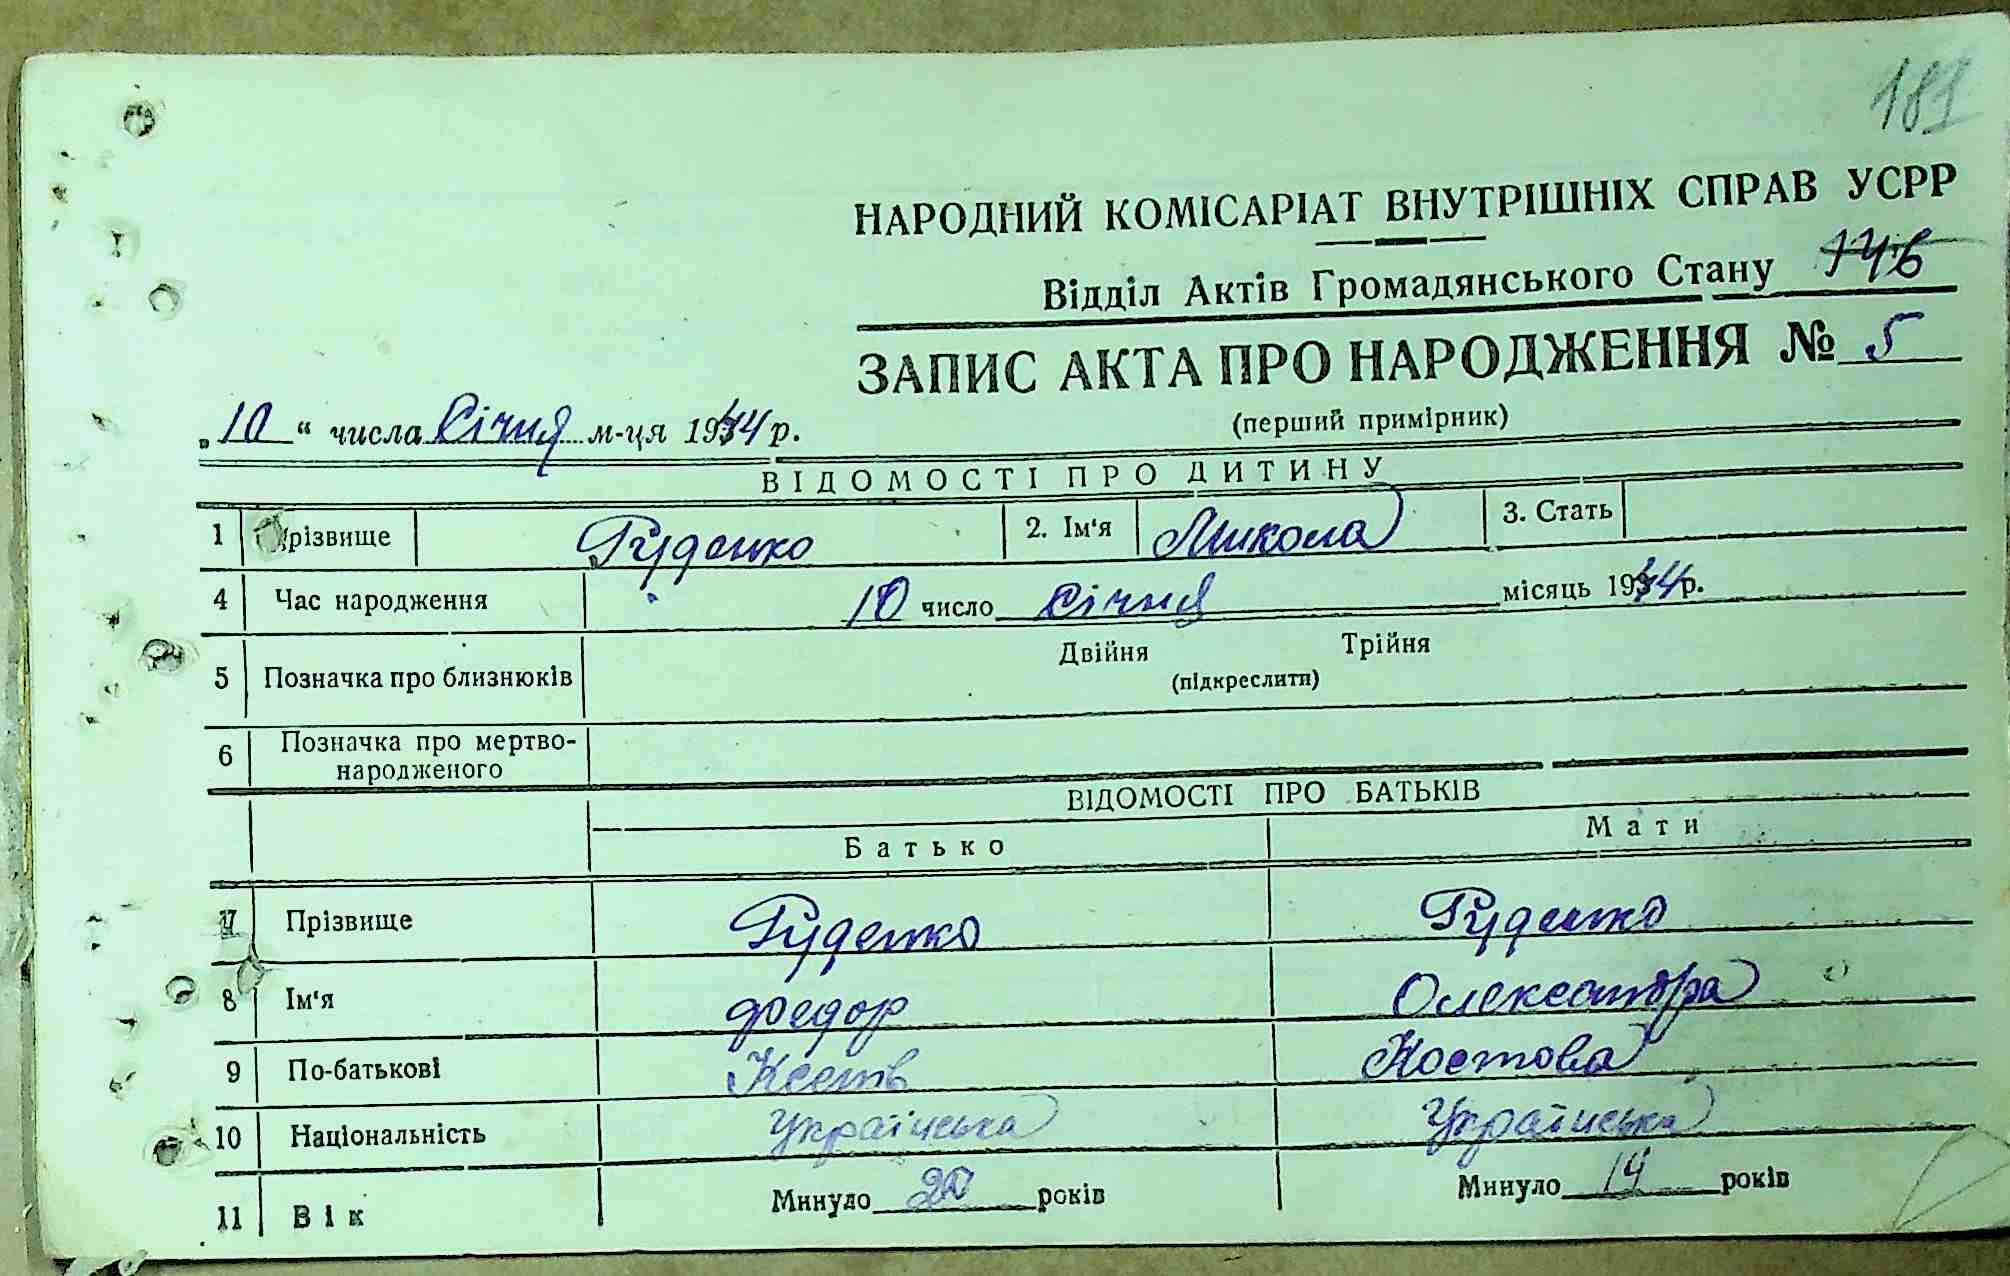 181
НАРОДНИЙ КОМІСАРІАТ ВНУТРІШНІХ СПРАВ УСРР
Відділ Актів Громадянського Стану 146
ЗАПИС АКТА ПРО НАРОДЖЕННЯ № 5
(перший примірник)
„10“ числа Січня м-ця 1944 р.
ВІДОМОСТІ ПРО ДИТИНУ
1 Прізвище Руденко 2. Ім'я Микола 3. Стать
4 Час народження 10 число Січня місяць 1944 р.
5 Позначка про близнюків Двійня Трійня
(підкреслити)
6 Позначка про мертво-
народженого
ВІДОМОСТІ ПРО БАТЬКІВ
Батько Мати
7 Прізвище Руденко Руденко
8 Ім'я Федор Олександра
9 По-батькові Костова
10 Національність Українська Українська
11 Вік Минуло 20 років Минуло 19 років